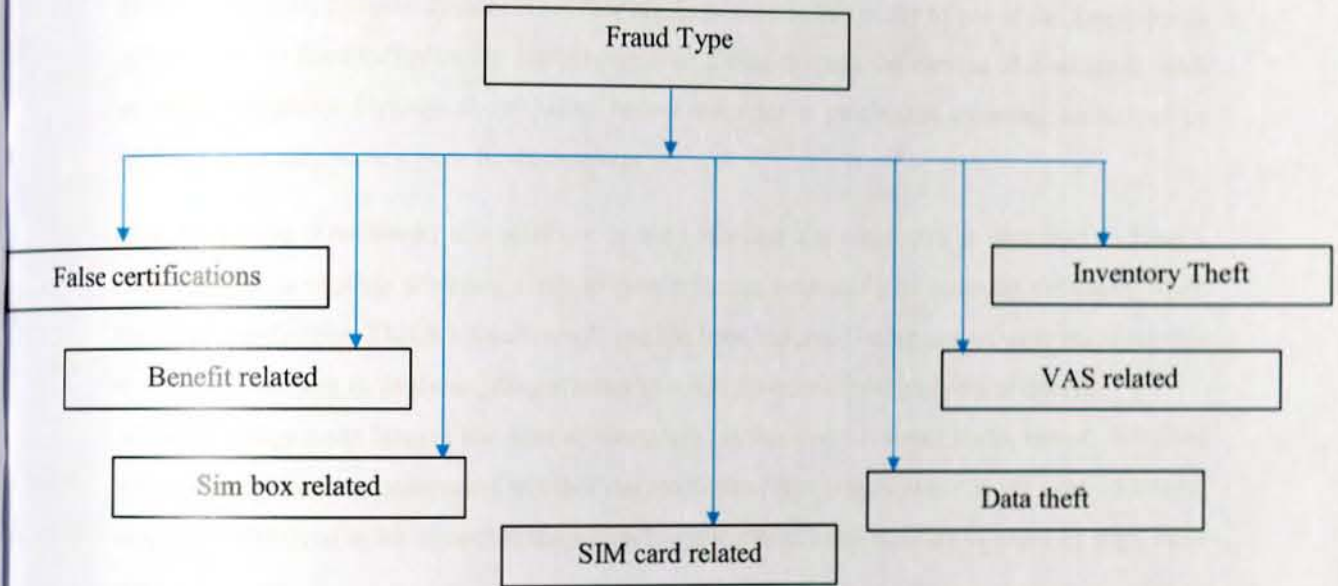 Fraud Type
False certifications
Inventory Theft
Benefit related
VAS related
Sim box related
Data theft
SIM card related